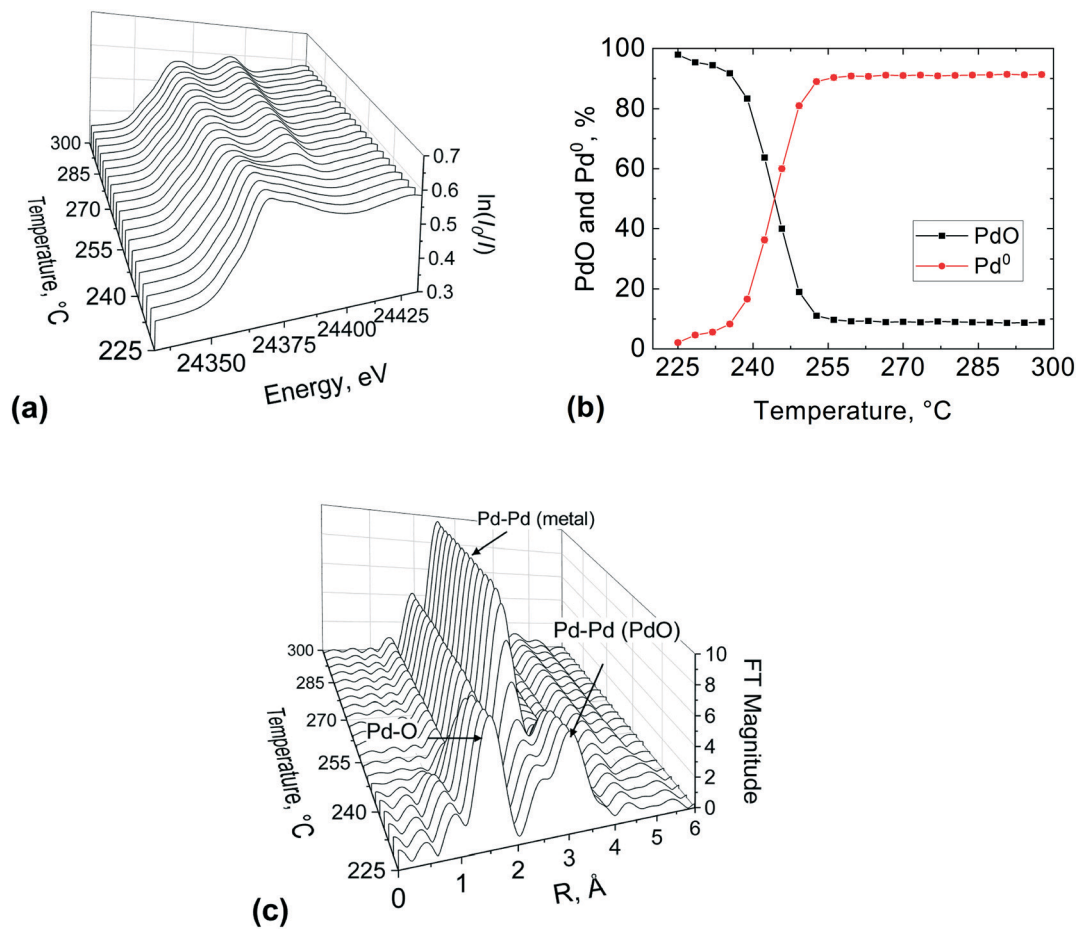 300
285
270
255
240
225
Temperature, °C
24350
24375
24400
24425
Energy, eV
0.7
0.6
0.5
0.4
0.3
ln(I0/I)
(a)
100
80
60
40
20
0
PdO and Pd⁰, %
PdO
Pd⁰
225
240
255
270
285
300
Temperature, °C
(b)
Pd-Pd (metal)
Pd-Pd (PdO)
Pd-O
300
285
270
255
240
225
Temperature, °C
0
1
2
3
4
5
6
R, Å
10
8
6
4
2
0
FT Magnitude
(c)